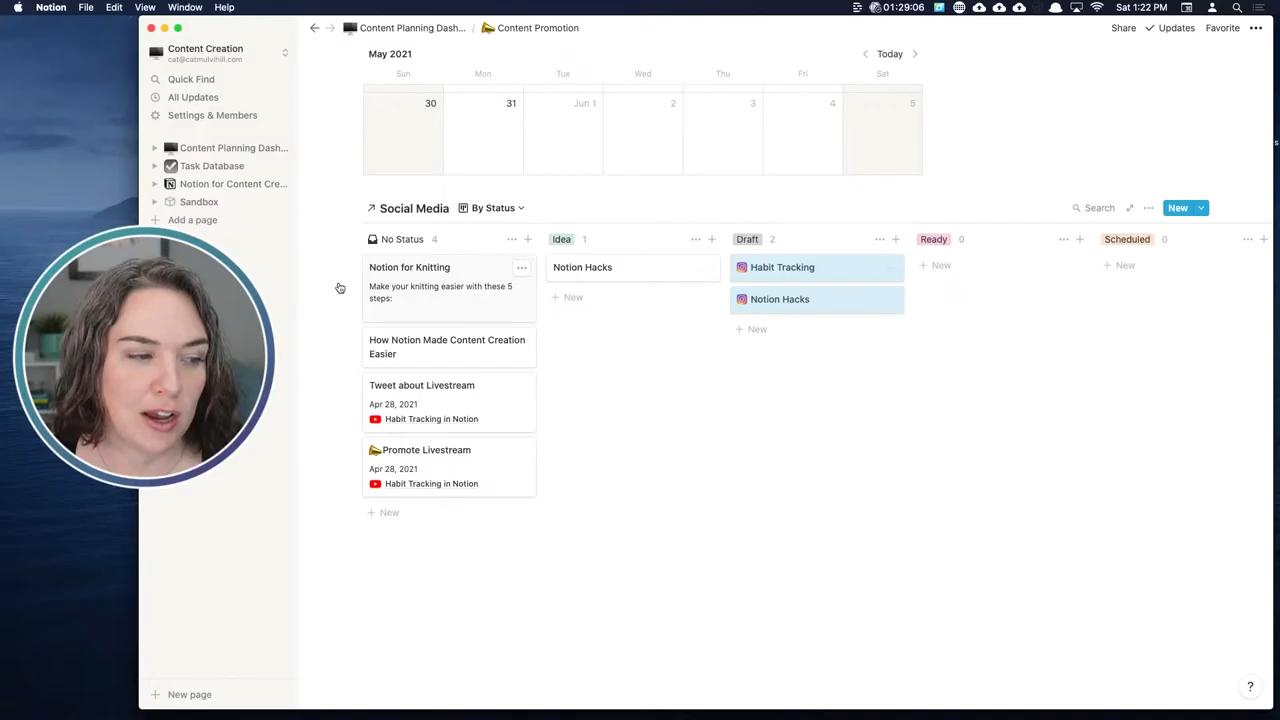 Notion File Edit View Window Help
01:29:06 Sat 1:22 PM
Content Creation
cat@catmulvihill.com
Quick Find
All Updates
Settings & Members
Content Planning Dash...
Task Database
Notion for Content Cre...
Sandbox
Add a page
New page
Content Planning Dash... / Content Promotion
Share Updates Favorite
May 2021
Today
Sun Mon Tue Wed Thu Fri Sat
30 31 Jun 1 2 3 4 5
Social Media By Status
Search New
No Status 4
Notion for Knitting
Make your knitting easier with these 5
steps:
How Notion Made Content Creation
Easier
Tweet about Livestream
Apr 28, 2021
Habit Tracking in Notion
Promote Livestream
Apr 28, 2021
Habit Tracking in Notion
New
Idea 1
Notion Hacks
New
Draft 2
Habit Tracking
Notion Hacks
New
Ready 0
New
Scheduled 0
New
?